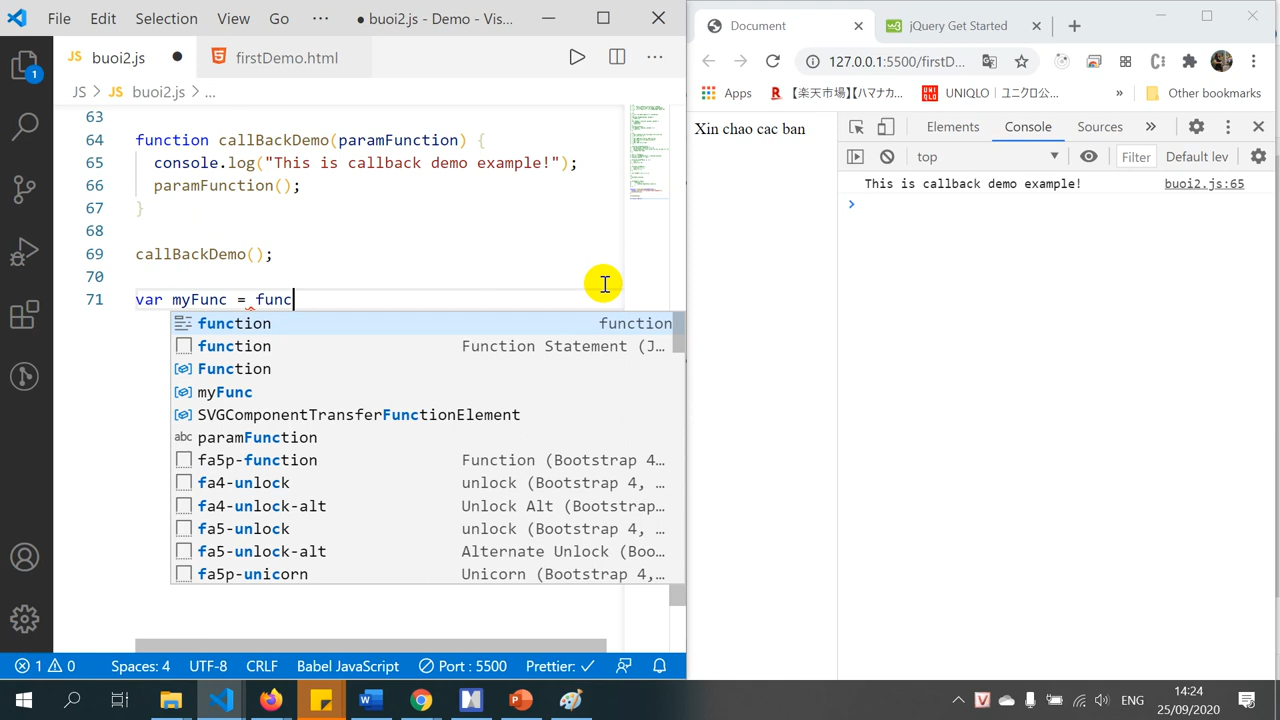 File Edit Selection View Go ··· ● buoi2.js - Demo - Vis...
JS buoi2.js ● firstDemo.html
JS > JS buoi2.js > ...
63
64 function callBackDemo(paramFunction) {
65 console.log("This is callback demo example!");
66 paramFunction();
67 }
68
69 callBackDemo();
70
71 var myFunc = func
function function
function Function Statement (J...
Function
myFunc
SVGComponentTransferFunctionElement
abc paramFunction
fa5p-function Function (Bootstrap 4...
fa4-unlock unlock (Bootstrap 4, ...
fa4-unlock-alt Unlock Alt (Bootstrap...
fa5-unlock unlock (Bootstrap 4, ...
fa5-unlock-alt Alternate Unlock (Boo...
fa5p-unicorn Unicorn (Bootstrap 4,...
1
1 0 Spaces: 4 UTF-8 CRLF Babel JavaScript Port : 5500 Prettier: ✓
Document jQuery Get Started
127.0.0.1:5500/firstD...
Apps 【楽天市場】【ハマナカ... UNIQLO | ユニクロ公... » Other bookmarks
Xin chao cac ban
Elements Console Sources »
top Filter Default lev
This is callback demo example! buoi2.js:65
>
ENG 14:24
25/09/2020